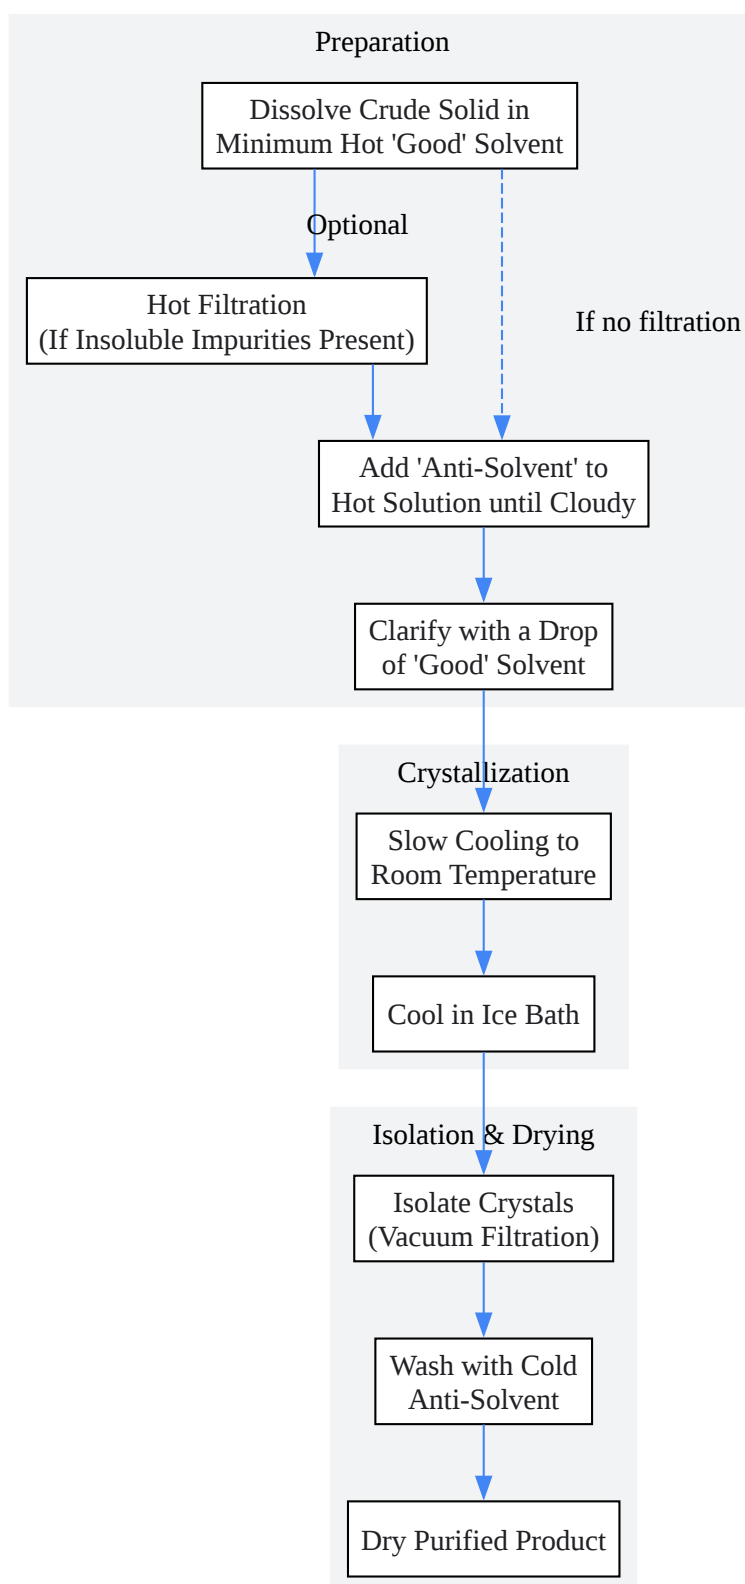 Preparation
Dissolve Crude Solid in
Minimum Hot 'Good' Solvent
Optional
Hot Filtration
(If Insoluble Impurities Present)
If no filtration
Add 'Anti-Solvent' to
Hot Solution until Cloudy
Clarify with a Drop
of 'Good' Solvent
Crystallization
Slow Cooling to
Room Temperature
Cool in Ice Bath
Isolation & Drying
Isolate Crystals
(Vacuum Filtration)
Wash with Cold
Anti-Solvent
Dry Purified Product